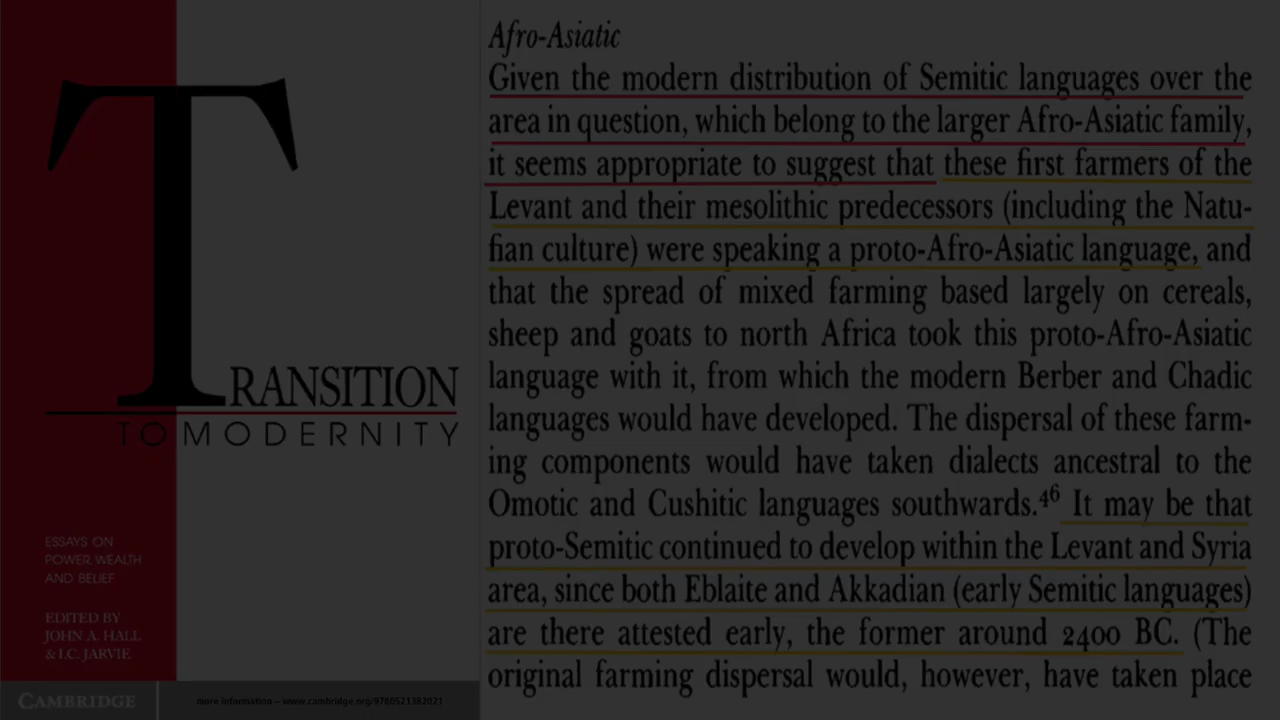 TRANSITION
TO MODERNITY
ESSAYS ON
POWER, WEALTH
AND BELIEF
EDITED BY
JOHN A. HALL
& I.C. JARVIE
CAMBRIDGE
more information – www.cambridge.org/9780521382021
Afro-Asiatic
Given the modern distribution of Semitic languages over the
area in question, which belong to the larger Afro-Asiatic family,
it seems appropriate to suggest that these first farmers of the
Levant and their mesolithic predecessors (including the Natu-
fian culture) were speaking a proto-Afro-Asiatic language, and
that the spread of mixed farming based largely on cereals,
sheep and goats to north Africa took this proto-Afro-Asiatic
language with it, from which the modern Berber and Chadic
languages would have developed. The dispersal of these farm-
ing components would have taken dialects ancestral to the
Omotic and Cushitic languages southwards.⁴⁶ It may be that
proto-Semitic continued to develop within the Levant and Syria
area, since both Eblaite and Akkadian (early Semitic languages)
are there attested early, the former around 2400 BC. (The
original farming dispersal would, however, have taken place